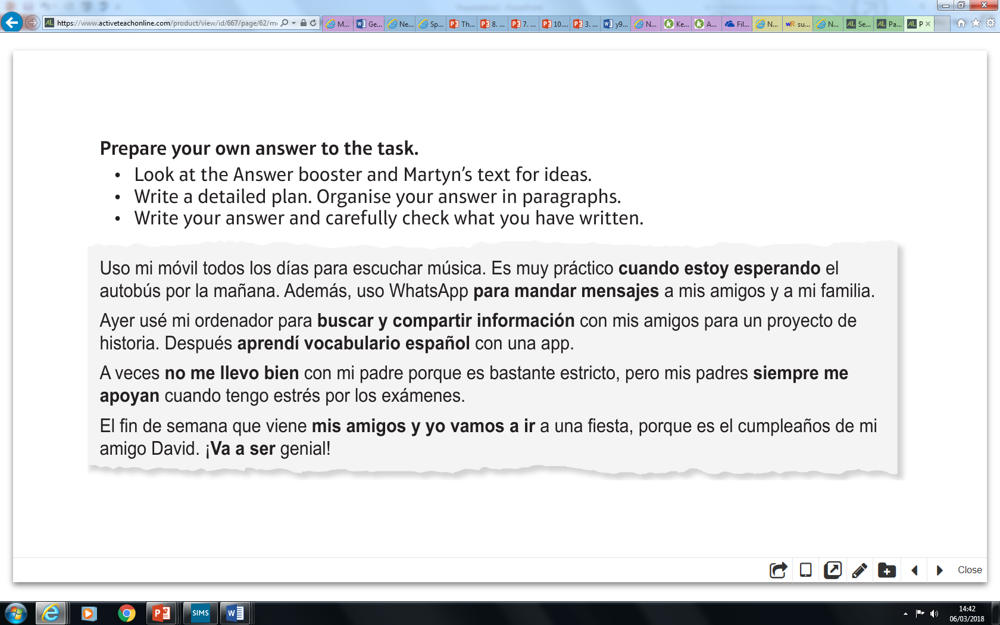 https://www.activeteachonline.com/product/view/id/667/page/62/m
M...
Ge...
Ne...
Sp...
Th...
8. ...
7. ...
10....
3. ...
y9...
N...
Ke...
A...
Fil...
N...
su...
N...
Se...
Pa...
P
Prepare your own answer to the task.
• Look at the Answer booster and Martyn’s text for ideas.
• Write a detailed plan. Organise your answer in paragraphs.
• Write your answer and carefully check what you have written.
Uso mi móvil todos los días para escuchar música. Es muy práctico cuando estoy esperando el
autobús por la mañana. Además, uso WhatsApp para mandar mensajes a mis amigos y a mi familia.
Ayer usé mi ordenador para buscar y compartir información con mis amigos para un proyecto de
historia. Después aprendí vocabulario español con una app.
A veces no me llevo bien con mi padre porque es bastante estricto, pero mis padres siempre me
apoyan cuando tengo estrés por los exámenes.
El fin de semana que viene mis amigos y yo vamos a ir a una fiesta, porque es el cumpleaños de mi
amigo David. ¡Va a ser genial!
Close
SIMS
14:42
06/03/2018